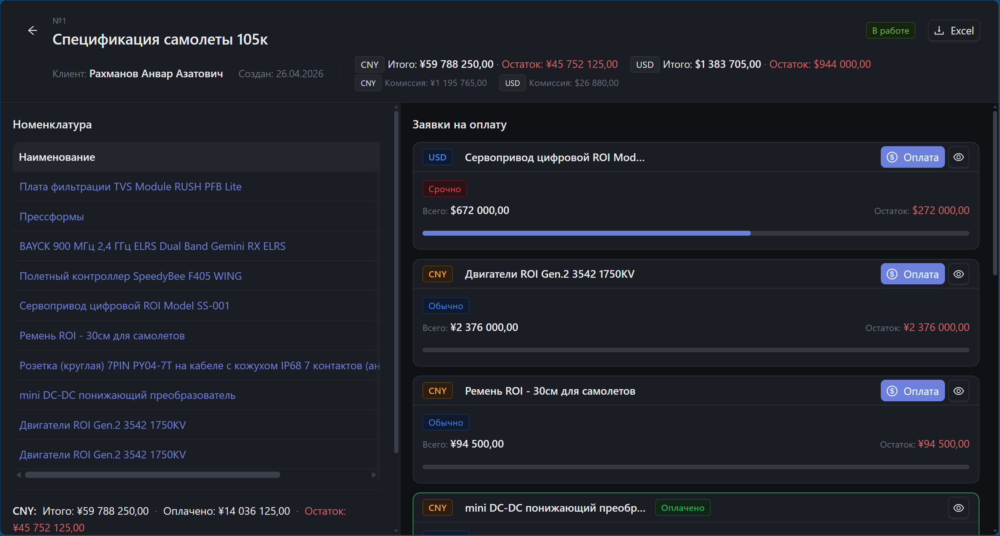 №1
Спецификация самолеты 105к
В работе
Excel
Клиент: Рахманов Анвар Азатович
Создан: 26.04.2026
CNY Итого: ¥59 788 250,00 · Остаток: ¥45 752 125,00 USD Итого: $1 383 705,00 · Остаток: $944 000,00
CNY Комиссия: ¥1 195 765,00 USD Комиссия: $26 880,00
Номенклатура
Наименование
Плата фильтрации TVS Module RUSH PFB Lite
Прессформы
BAYCK 900 МГц 2,4 ГГц ELRS Dual Band Gemini RX ELRS
Полетный контроллер SpeedyBee F405 WING
Сервопривод цифровой ROI Model SS-001
Ремень ROI - 30см для самолетов
Розетка (круглая) 7PIN PY04-7T на кабеле с кожухом IP68 7 контактов (ан
mini DC-DC понижающий преобразователь
Двигатели ROI Gen.2 3542 1750KV
Двигатели ROI Gen.2 3542 1750KV
CNY: Итого: ¥59 788 250,00 · Оплачено: ¥14 036 125,00 · Остаток:
¥45 752 125,00
Заявки на оплату
USD Сервопривод цифровой ROI Mod... Оплата
Срочно
Всего: $672 000,00 Остаток: $272 000,00
CNY Двигатели ROI Gen.2 3542 1750KV Оплата
Обычно
Всего: ¥2 376 000,00 Остаток: ¥2 376 000,00
CNY Ремень ROI - 30см для самолетов Оплата
Обычно
Всего: ¥94 500,00 Остаток: ¥94 500,00
CNY mini DC-DC понижающий преобр... Оплачено